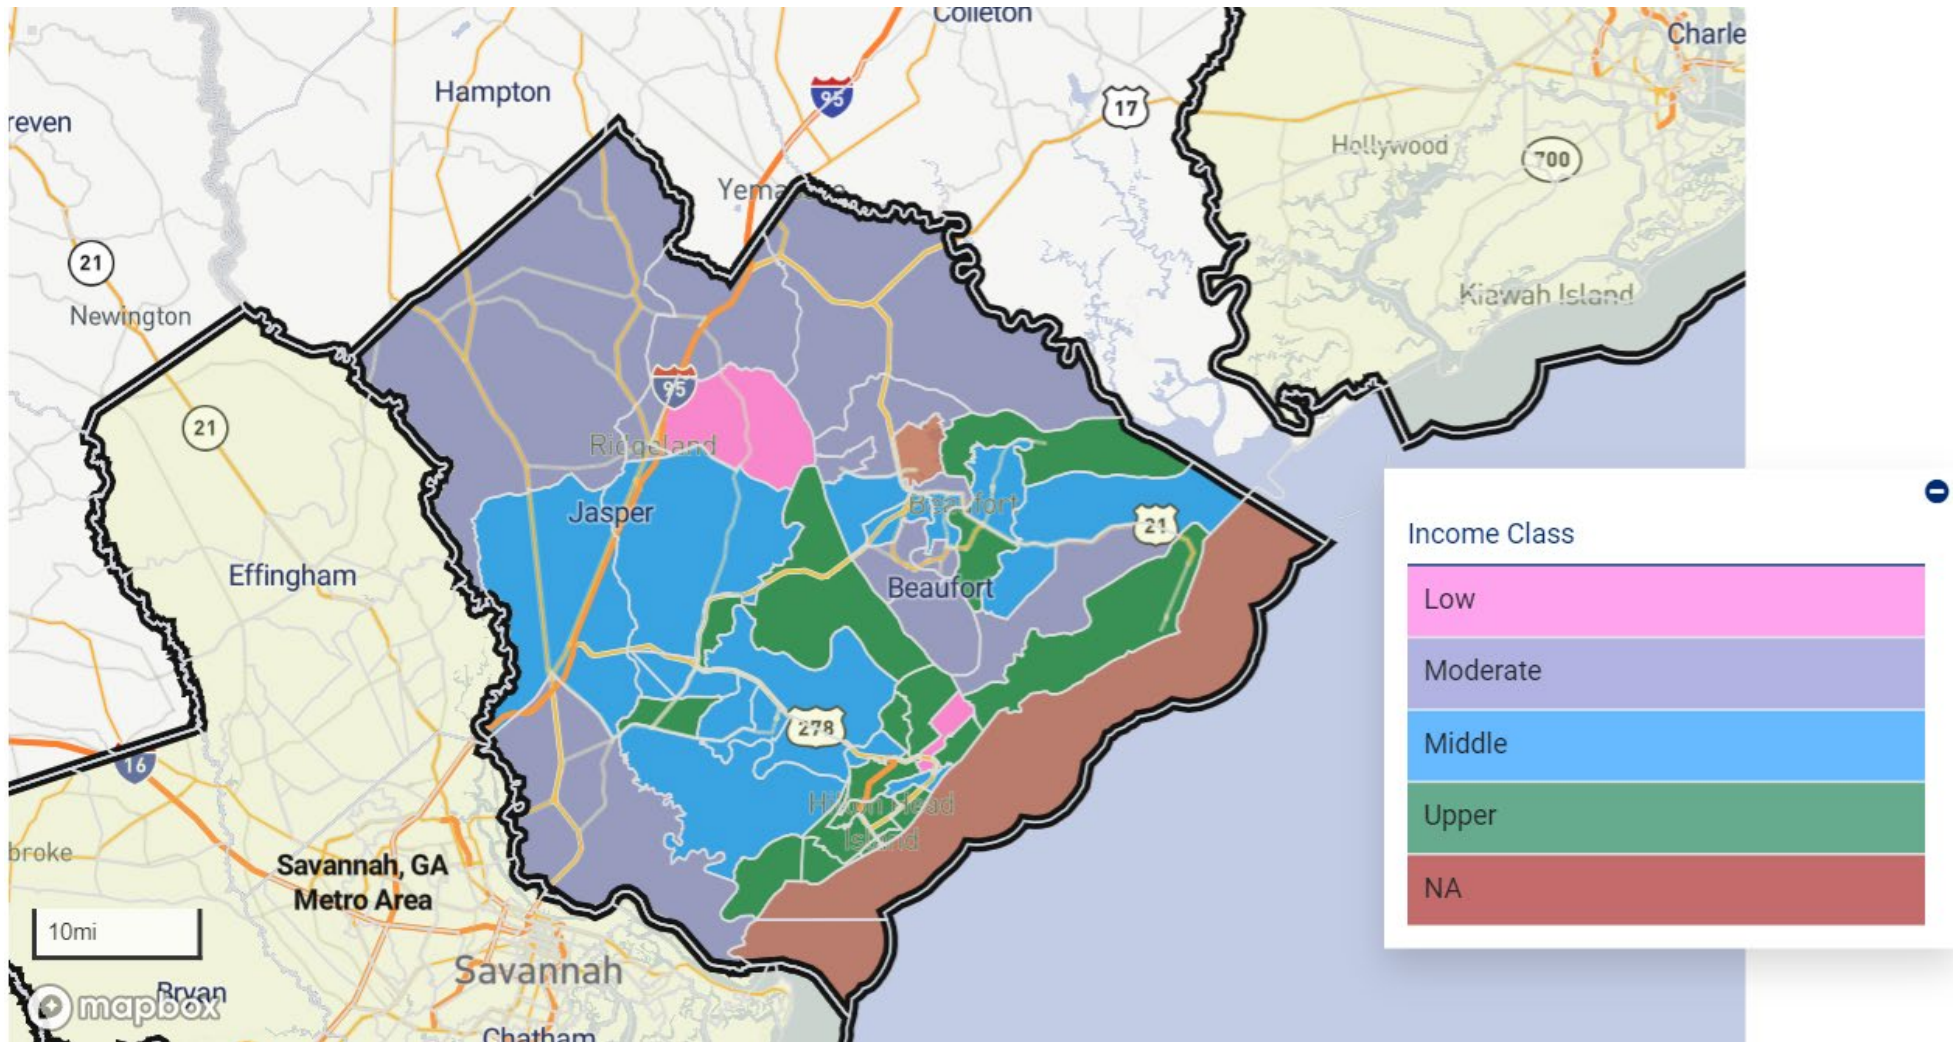 Colleton
Charle
Hampton
95
17
reven
Hollywood
700
Yemassee
21
Newington
Kiawah Island
95
21
Ridgeland
Jasper
Beaufort
21
Effingham
Beaufort
278
16
Hilton Head
Island
broke
Savannah, GA
Metro Area
10mi
Savannah
Bryan
mapbox
Chatham
Income Class
Low
Moderate
Middle
Upper
NA